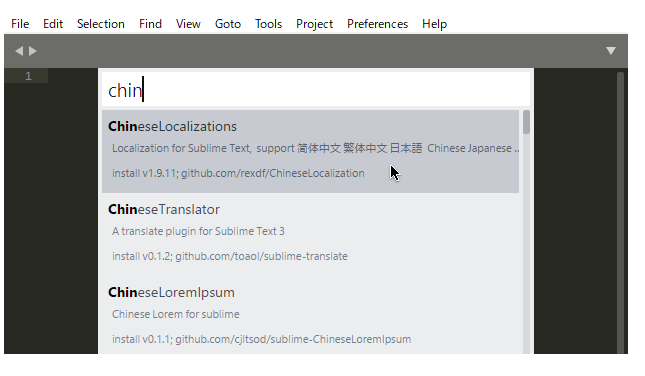 File Edit Selection Find View Goto Tools Project Preferences Help
1
chin
ChineseLocalizations
Localization for Sublime Text, support 简体中文 繁体中文 日本語 Chinese Japanese ..
install v1.9.11; github.com/rexdf/ChineseLocalization
ChineseTranslator
A translate plugin for Sublime Text 3
install v0.1.2; github.com/toaol/sublime-translate
ChineseLoremIpsum
Chinese Lorem for sublime
install v0.1.1; github.com/cjltsod/sublime-ChineseLoremIpsum